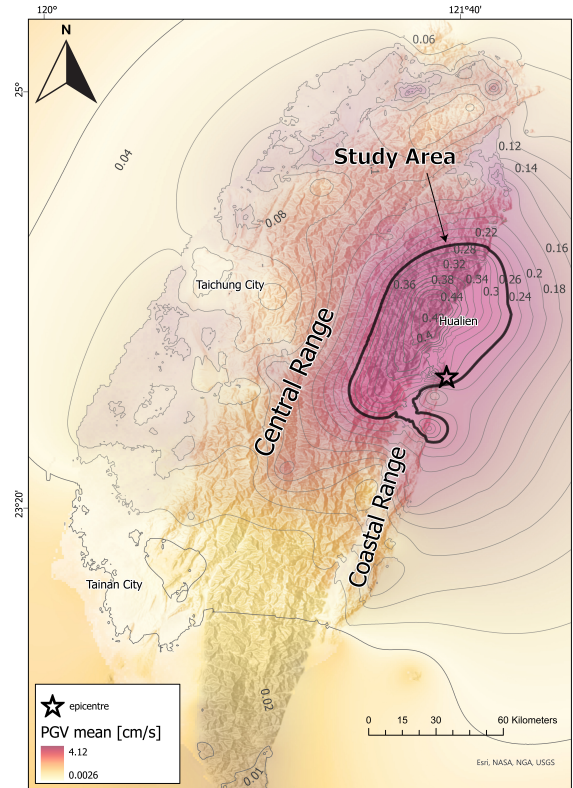 120°
121°40'
N
25°
0.06
0.04
0.12
0.14
Study Area
0.08
0.22
0.28
0.16
0.32
0.2
0.36
0.38
0.34
0.26
0.18
0.3
0.44
0.24
Taichung City
Hualien
0.4
Central Range
Coastal Range
23°20'
Tainan City
0.02
0.01
epicentre
PGV mean [cm/s]
4.12
0.0026
0 15 30 60 Kilometers
Esri, NASA, NGA, USGS